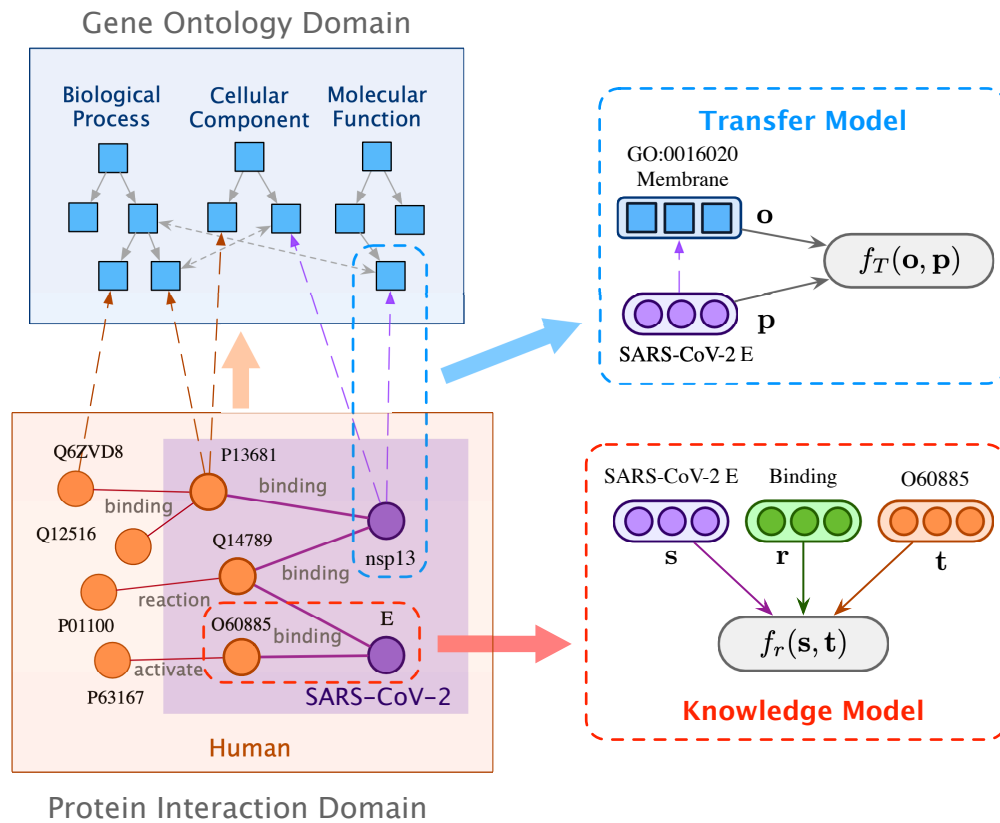 Gene Ontology Domain
Biological
Process
Cellular
Component
Molecular
Function
Q6ZVD8
P13681
binding
binding
Q12516
Q14789
nsp13
binding
P01100
reaction
O60885
E
binding
P63167
activate
SARS-CoV-2
Human
Protein Interaction Domain
Transfer Model
GO:0016020
Membrane
o
f_T(o, p)
p
SARS-CoV-2 E
SARS-CoV-2 E
Binding
O60885
s
r
t
f_r(s, t)
Knowledge Model